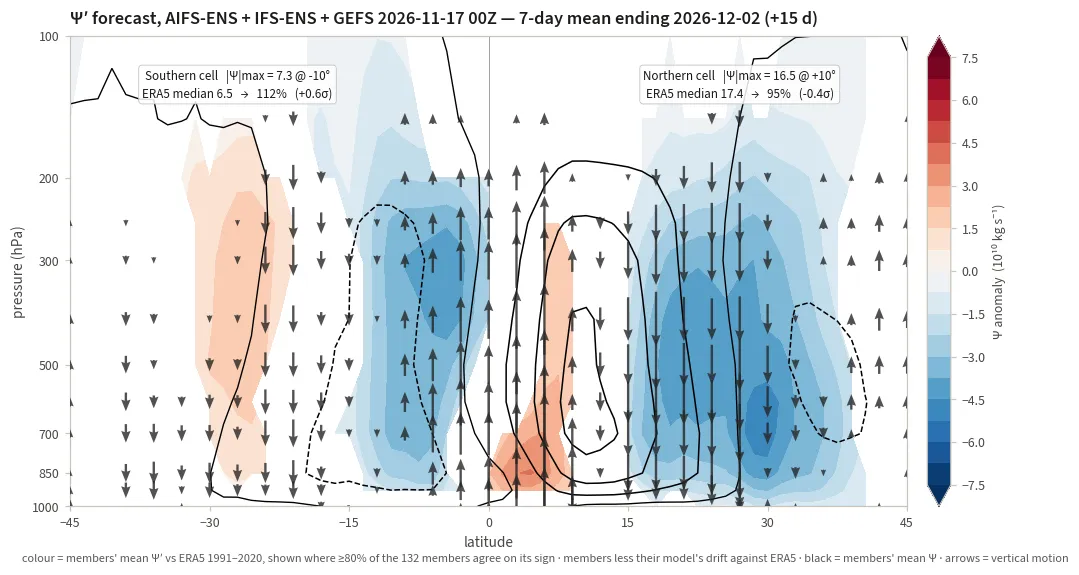 Ψ′ forecast, AIFS-ENS + IFS-ENS + GEFS 2026-11-17 00Z — 7-day mean ending 2026-12-02 (+15 d)
Southern cell |Ψ|max = 7.3 @ -10°
ERA5 median 6.5 → 112% (+0.6σ)
Northern cell |Ψ|max = 16.5 @ +10°
ERA5 median 17.4 → 95% (-0.4σ)
pressure (hPa)
100
200
300
400
500
700
850
1000
−45
−30
−15
0
15
30
45
latitude
7.5
6.0
4.5
3.0
1.5
0.0
−1.5
−3.0
−4.5
−6.0
−7.5
Ψ anomaly (10¹⁰ kg s⁻¹)
colour = members' mean Ψ′ vs ERA5 1991–2020, shown where ≥80% of the 132 members agree on its sign · members less their model's drift against ERA5 · black = members' mean Ψ · arrows = vertical motion